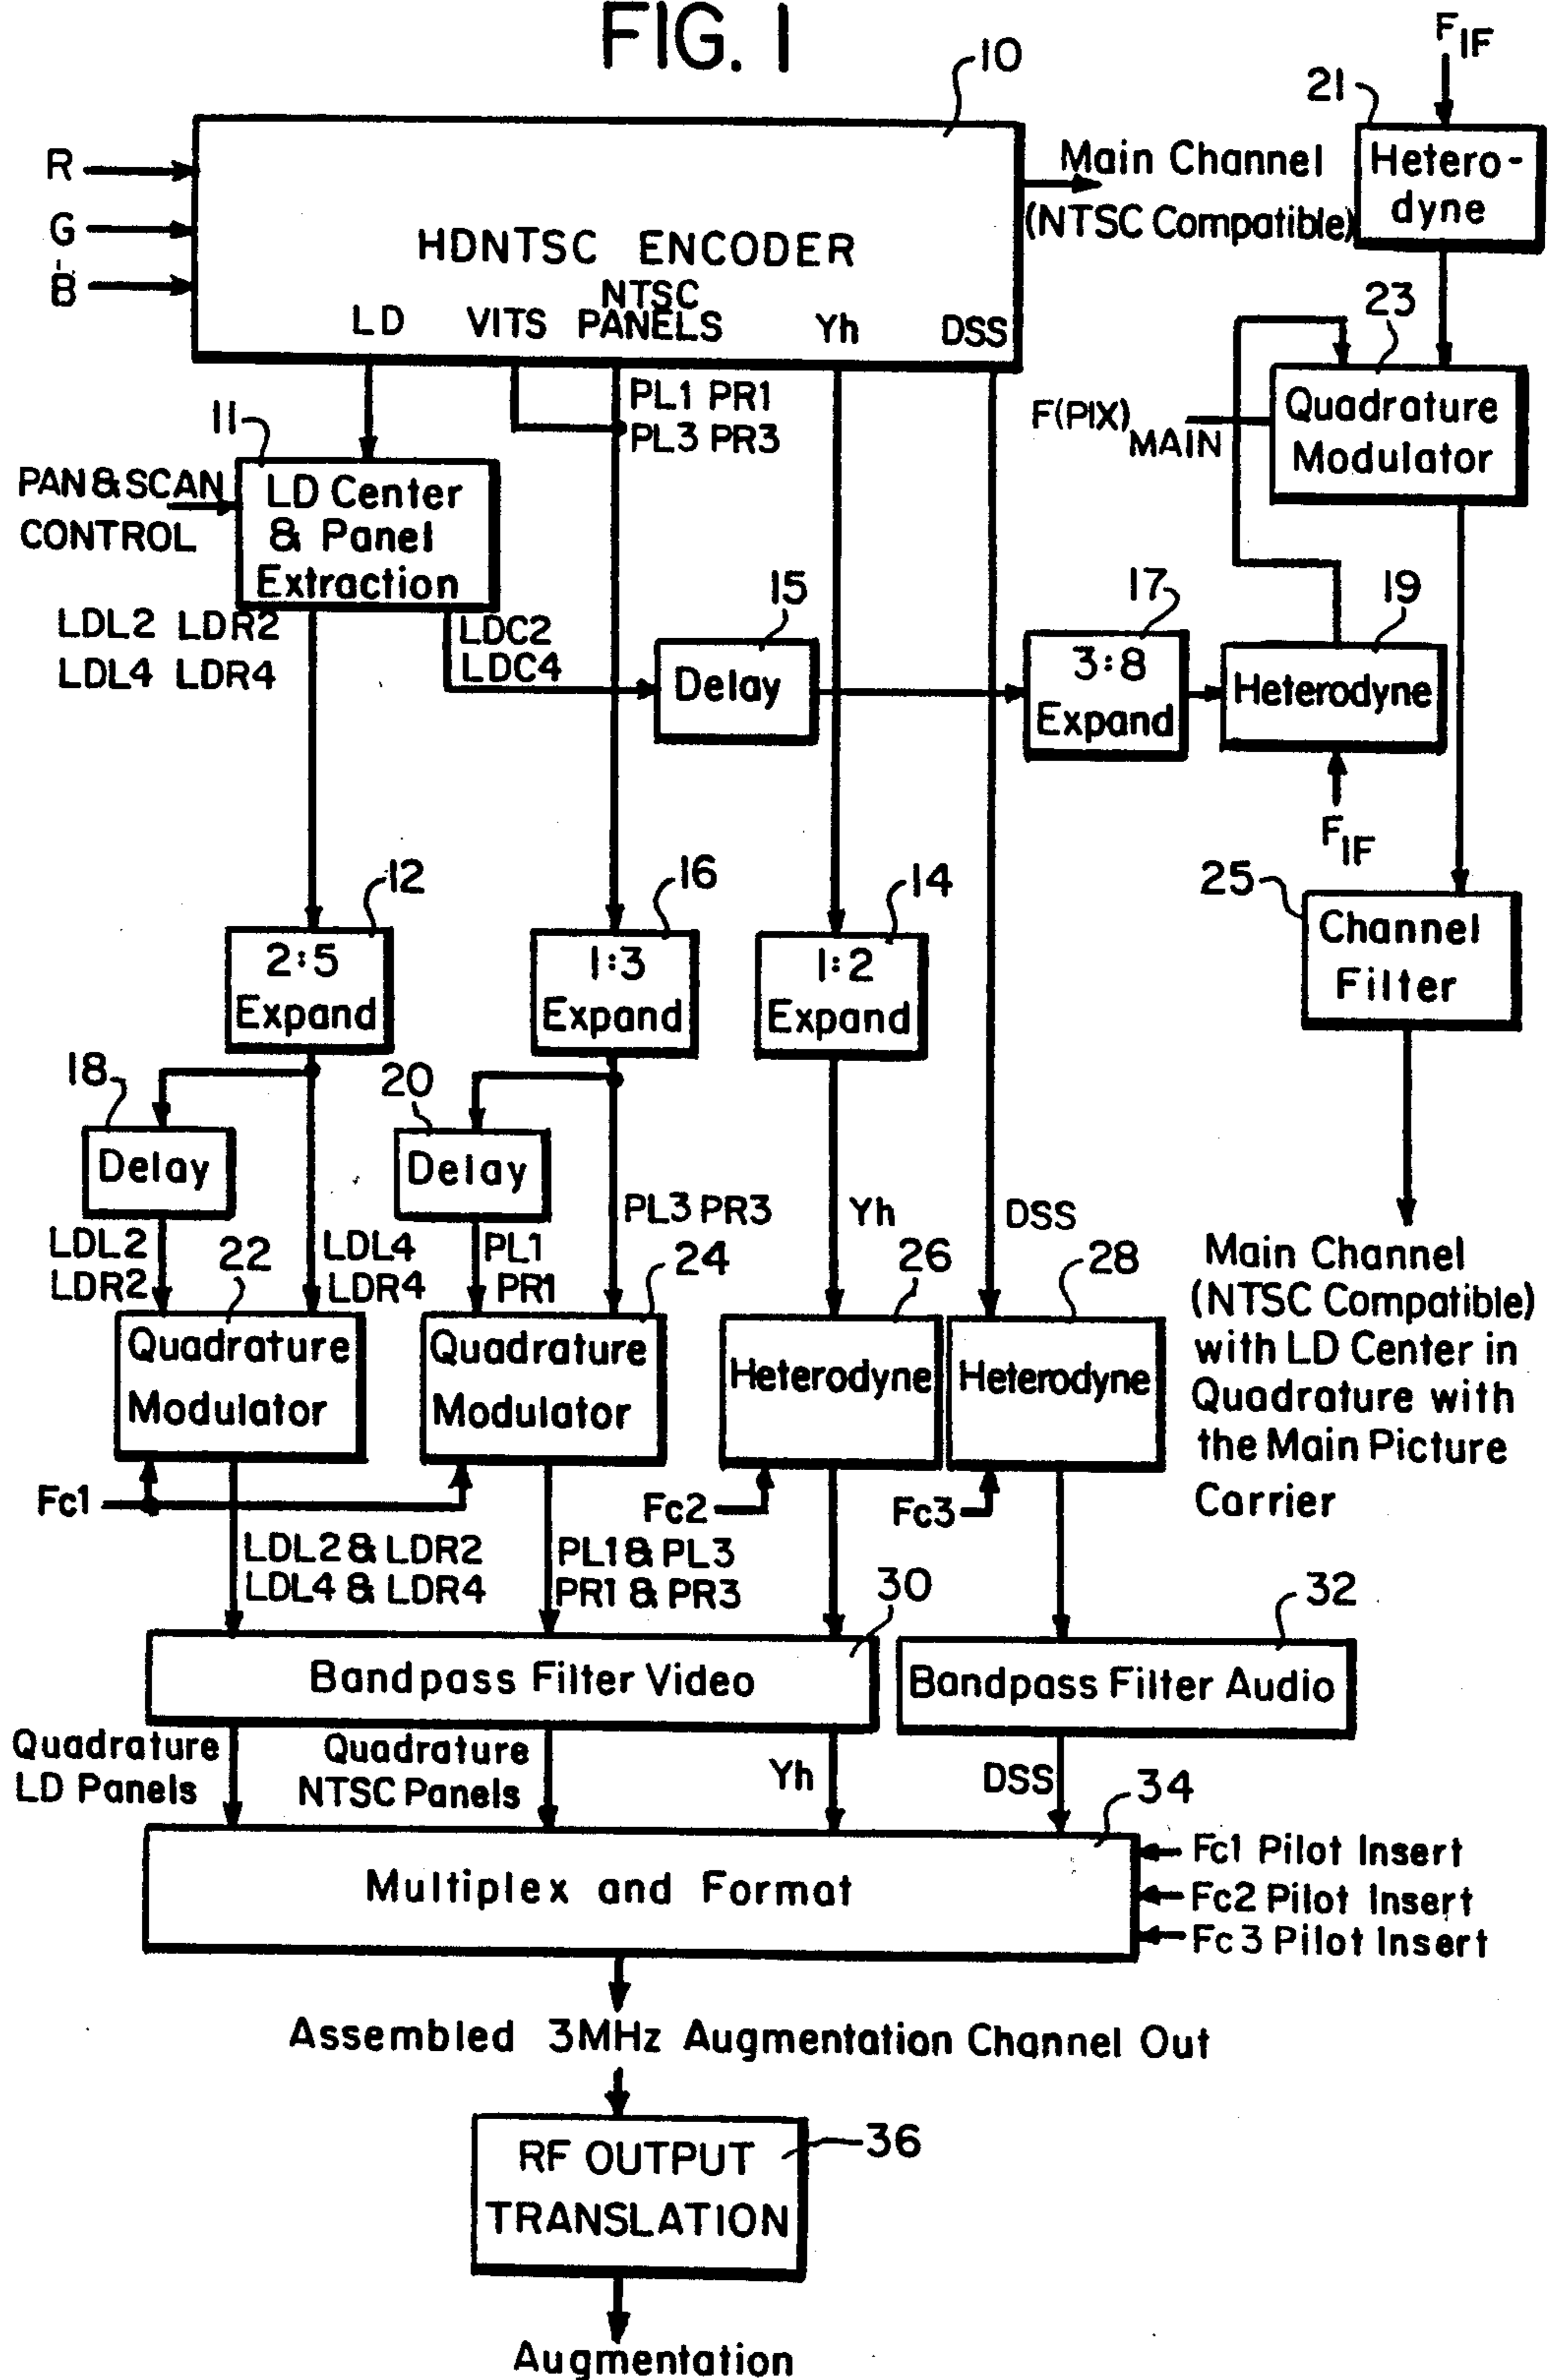 FIG. 1
10
F1F
21
R
G
B
HDNTSC ENCODER
LD
VITS
NTSC
PANELS
Yh
DSS
Main Channel
(NTSC Compatible)
Hetero-
dyne
23
PL1 PR1
PL3 PR3
F(PIX)MAIN
Quadrature
Modulator
11
PAN & SCAN
CONTROL
LD Center
& Panel
Extraction
LDL2 LDR2
LDL4 LDR4
LDC2
LDC4
15
Delay
17
3:8
Expand
19
Heterodyne
F1F
12
2:5
Expand
16
1:3
Expand
14
1:2
Expand
25
Channel
Filter
18
Delay
20
Delay
LDL2
LDR2
22
LDL4
LDR4
PL1
PR1
PL3 PR3
24
Yh
26
DSS
28
Quadrature
Modulator
Quadrature
Modulator
Heterodyne
Heterodyne
Main Channel
(NTSC Compatible)
with LD Center in
Quadrature with
the Main Picture
Carrier
Fc1
Fc2
Fc3
LDL2 & LDR2
LDL4 & LDR4
PL1 & PL3
PR1 & PR3
30
32
Bandpass Filter Video
Bandpass Filter Audio
Quadrature
LD Panels
Quadrature
NTSC Panels
Yh
DSS
34
Multiplex and Format
Fc1 Pilot Insert
Fc2 Pilot Insert
Fc3 Pilot Insert
Assembled 3MHz Augmentation Channel Out
RF OUTPUT
TRANSLATION
36
Augmentation